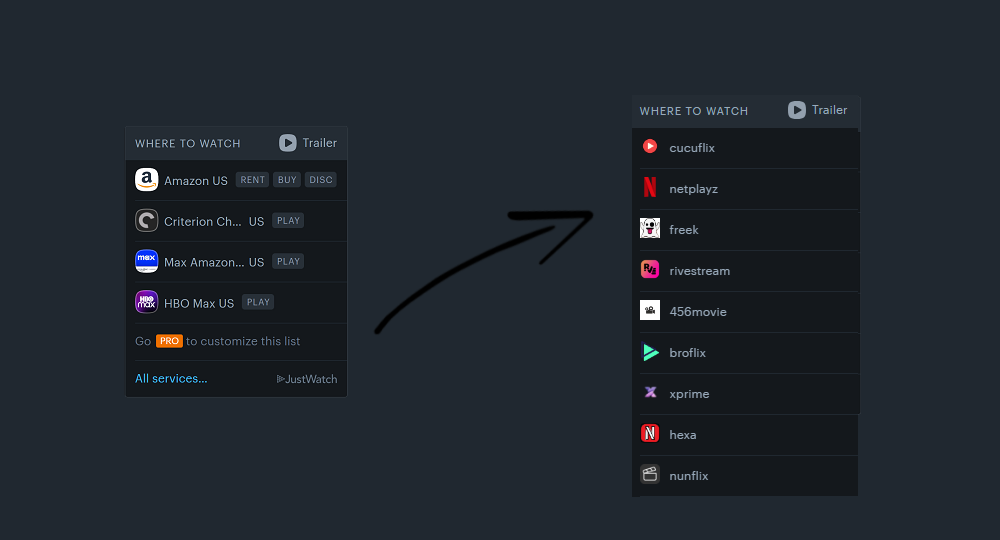 WHERE TO WATCH Trailer
Amazon US RENT BUY DISC
Criterion Ch... US PLAY
max
Max Amazon... US PLAY
HBO max
HBO Max US PLAY
Go PRO to customize this list
All services... JustWatch
WHERE TO WATCH Trailer
cucuflix
N
netplayz
freek
RVE
rivestream
456movie
broflix
X
xprime
N
hexa
nunflix